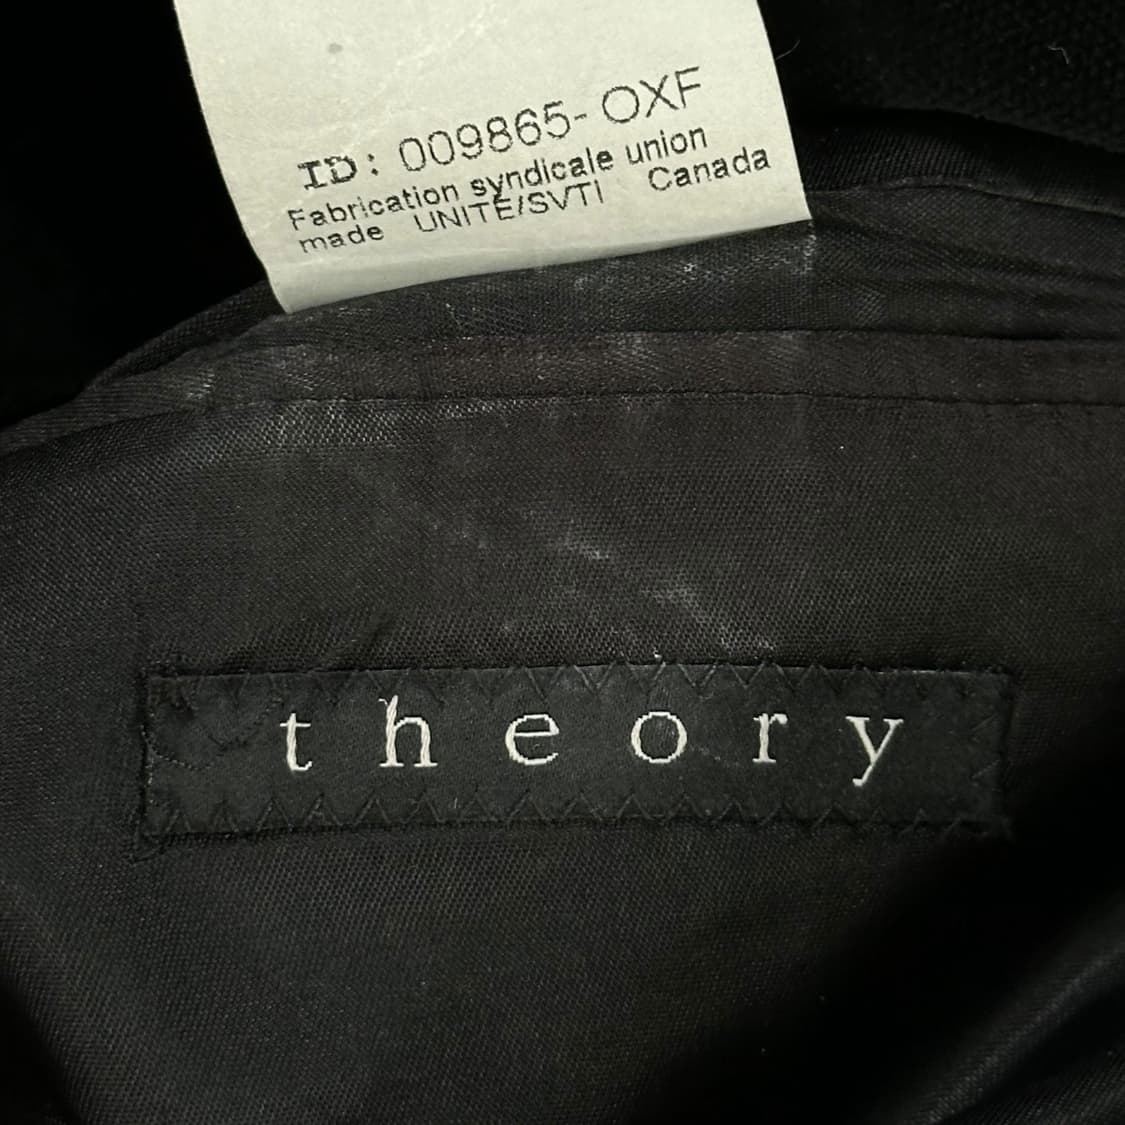 ID: 009865-OXF
Fabrication syndicale union
made UNITE/SVTI Canada
theory